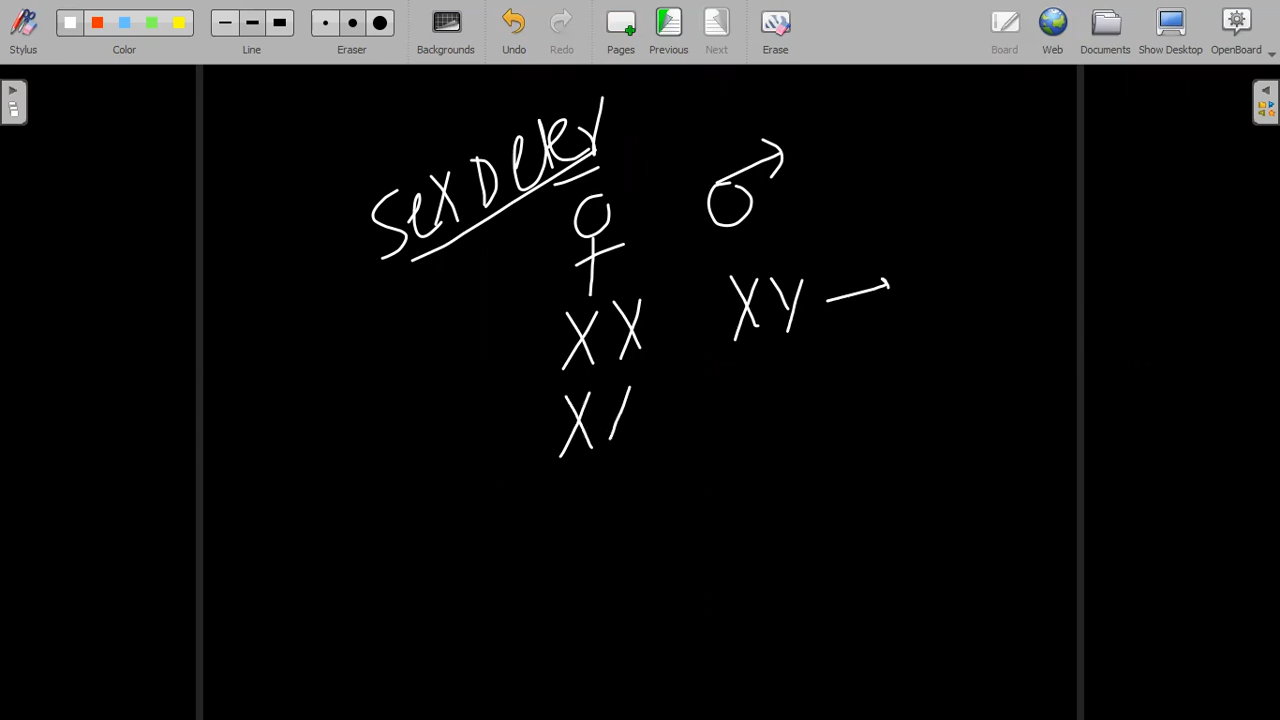 Stylus Color Line Eraser Backgrounds Undo Redo Pages Previous Next Erase Board Web Documents Show Desktop OpenBoard
Sex Deter
♀ ♂
XX XY →
X/